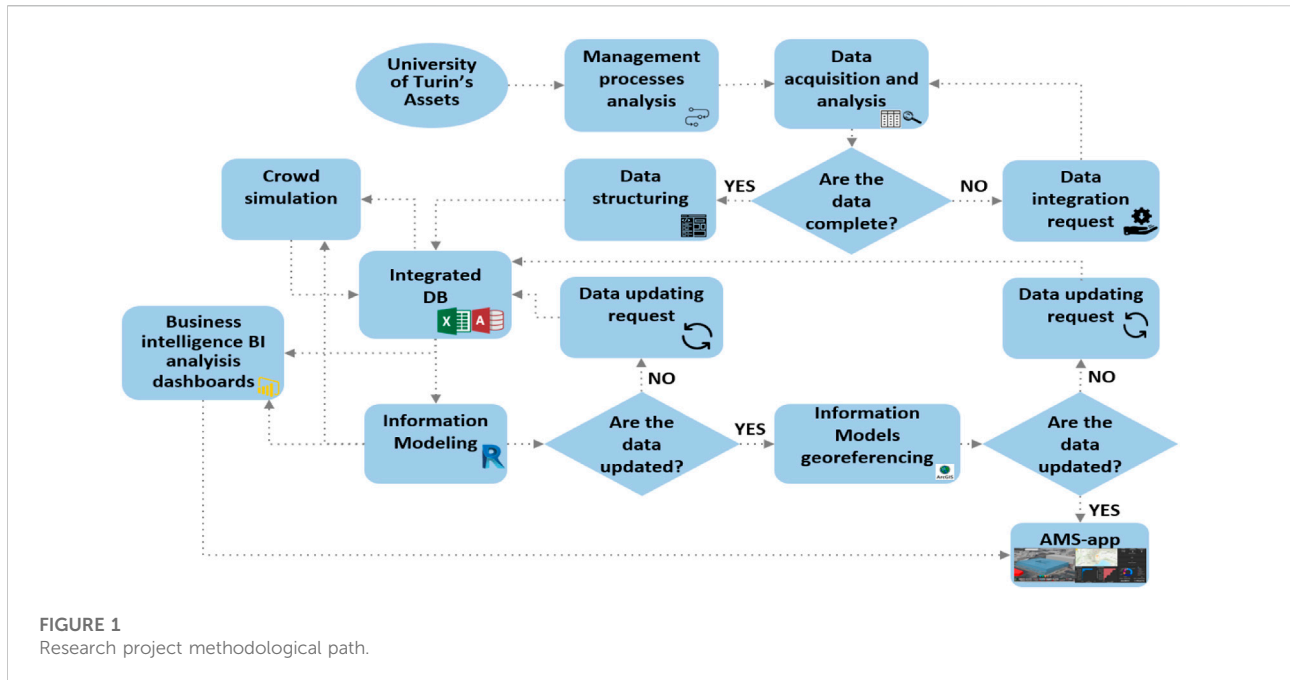 University
of Turin's
Assets
Management
processes
analysis
Data
acquisition and
analysis
Crowd
simulation
Data
structuring
YES
Are the
data
complete?
NO
Data
integration
request
Integrated
DB
X
A
Data updating
request
Data updating
request
Business
intelligence BI
analyisis
dashboards
NO
NO
Information
Modeling
R
Are the
data
updated?
YES
Information
Models
georeferencing
ArcGIS
Are the
data
updated?
YES
AMS-app
FIGURE 1
Research project methodological path.